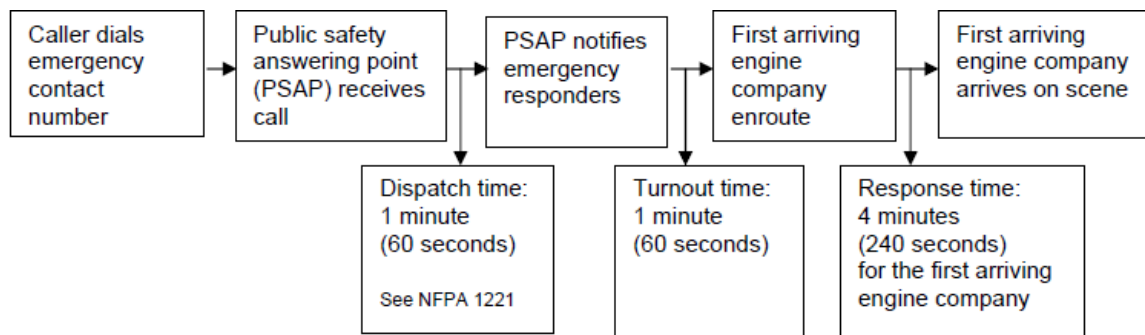 Caller dials
emergency
contact
number
Public safety
answering point
(PSAP) receives
call
PSAP notifies
emergency
responders
First arriving
engine
company
enroute
First arriving
engine company
arrives on scene
Dispatch time:
1 minute
(60 seconds)
See NFPA 1221
Turnout time:
1 minute
(60 seconds)
Response time:
4 minutes
(240 seconds)
for the first arriving
engine company